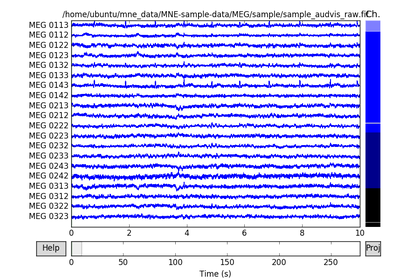 /home/ubuntu/mne_data/MNE-sample-data/MEG/sample/sample_audvis_raw.fif
Ch.
MEG 0113
MEG 0112
MEG 0122
MEG 0123
MEG 0132
MEG 0133
MEG 0143
MEG 0142
MEG 0213
MEG 0212
MEG 0222
MEG 0223
MEG 0232
MEG 0233
MEG 0243
MEG 0242
MEG 0313
MEG 0312
MEG 0322
MEG 0323
0 2 4 6 8 10
Help
Proj
0 50 100 150 200 250
Time (s)